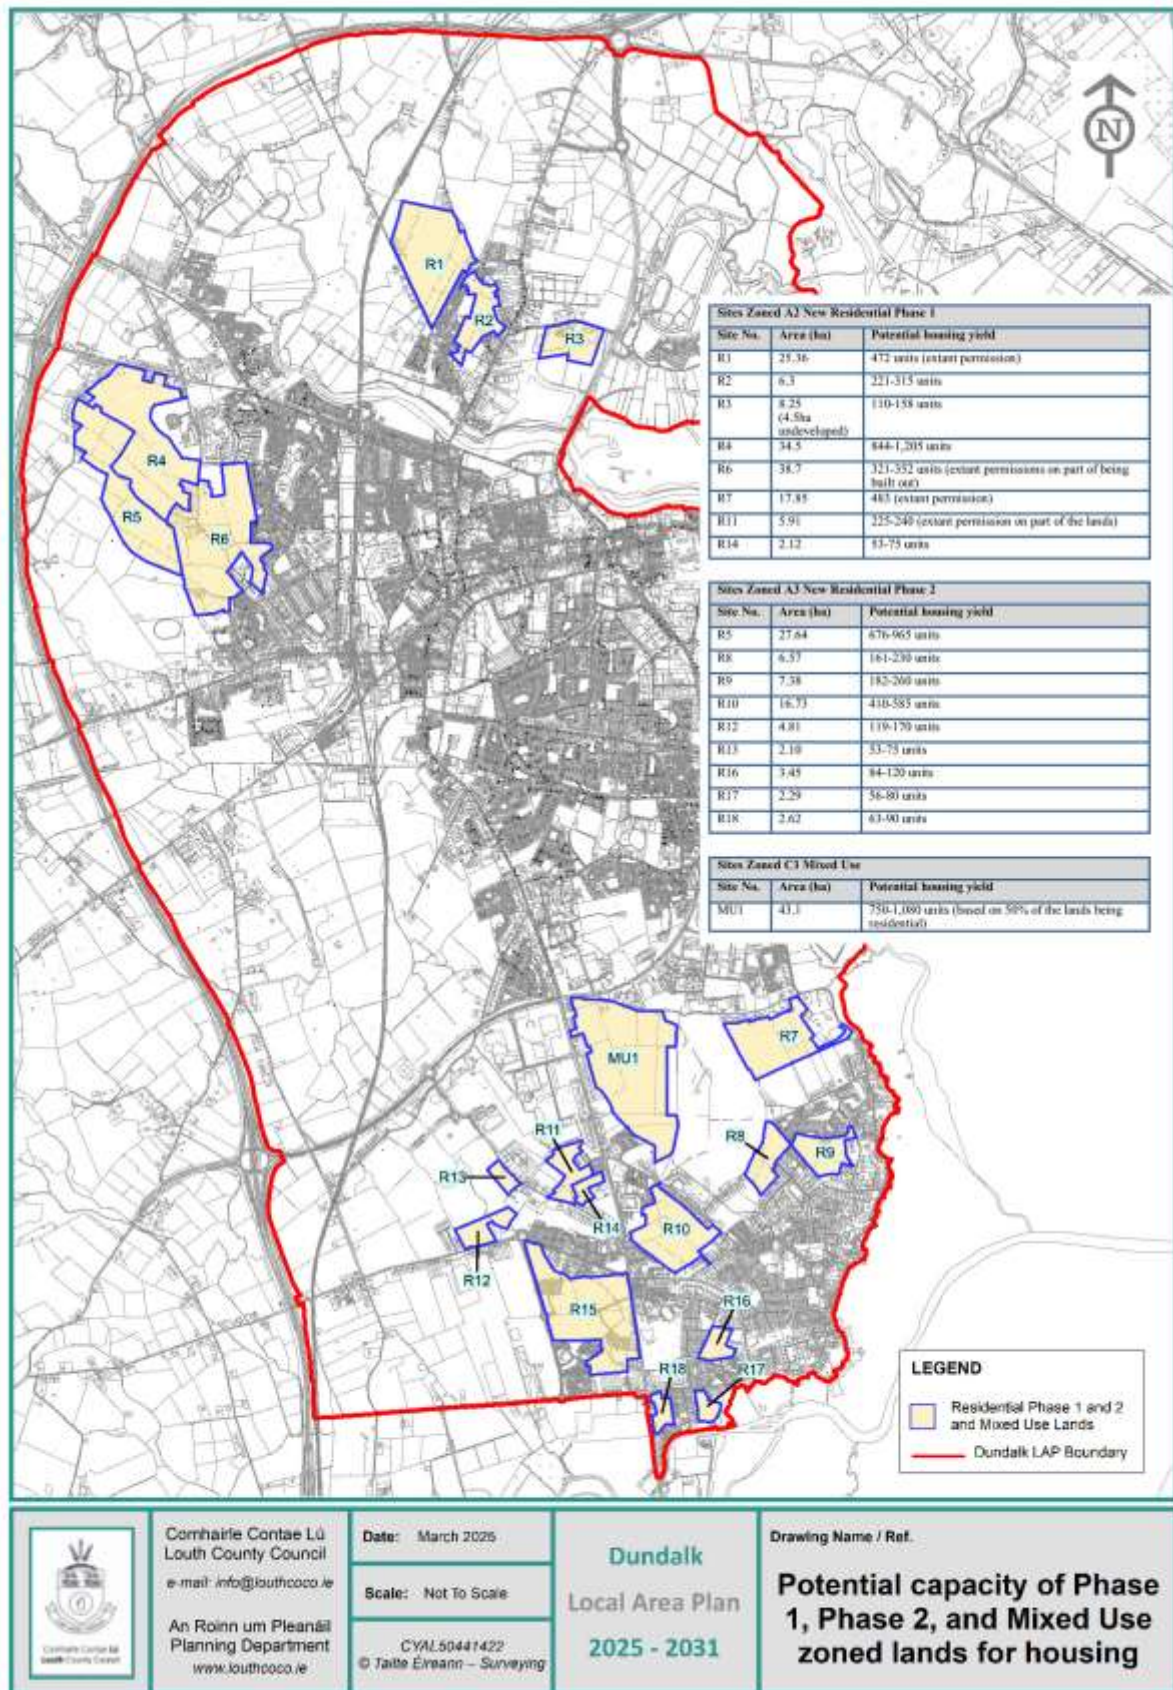 N
R1
R2
R3
R4
R5
R6
Sites Zoned A2 New Residential Phase 1
Site No. Area (ha) Potential housing yield
R1 25.36 472 units (extant permission)
R2 6.3 221-315 units
R3 8.25 110-158 units
(4.5ha
undeveloped)
R4 34.5 844-1,205 units
R6 38.7 321-352 units (extant permissions on part of being
built out)
R7 17.85 483 (extant permission)
R11 5.91 225-240 (extant permission on part of the lands)
R14 2.12 53-75 units
Sites Zoned A3 New Residential Phase 2
Site No. Area (ha) Potential housing yield
R5 27.64 676-965 units
R8 6.57 161-230 units
R9 7.38 182-260 units
R10 16.73 410-585 units
R12 4.81 119-170 units
R13 2.10 53-75 units
R16 3.45 84-120 units
R17 2.29 56-80 units
R18 2.62 63-90 units
Sites Zoned C1 Mixed Use
Site No. Area (ha) Potential housing yield
MU1 43.1 750-1,080 units (based on 50% of the lands being
residential)
MU1
R7
R8
R9
R11
R13
R14
R10
R12
R15
R16
R18
R17
LEGEND
Residential Phase 1 and 2
and Mixed Use Lands
Dundalk LAP Boundary
Comhairle Contae Lú
Louth County Council
Comhairle Contae Lú
Louth County Council
e-mail: info@louthcoco.ie
An Roinn um Pleanáil
Planning Department
www.louthcoco.ie
Date: March 2025
Scale: Not To Scale
CYAL50441422
© Tailte Éireann – Surveying
Dundalk
Local Area Plan
2025 - 2031
Drawing Name / Ref.
Potential capacity of Phase
1, Phase 2, and Mixed Use
zoned lands for housing